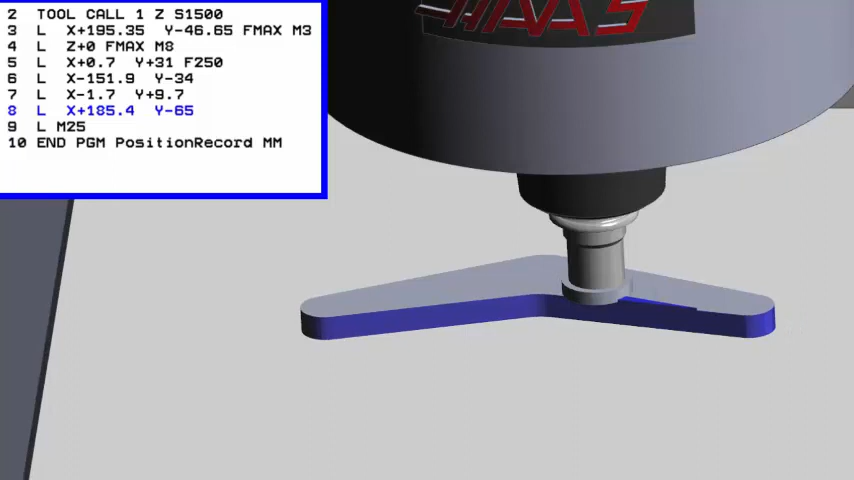 2 TOOL CALL 1 Z S1500
3 L X+195.35 Y-46.65 FMAX M3
4 L Z+0 FMAX M8
5 L X+0.7 Y+31 F250
6 L X-151.9 Y-34
7 L X-1.7 Y+9.7
8 L X+185.4 Y-65
9 L M25
10 END PGM PositionRecord MM
HAAS